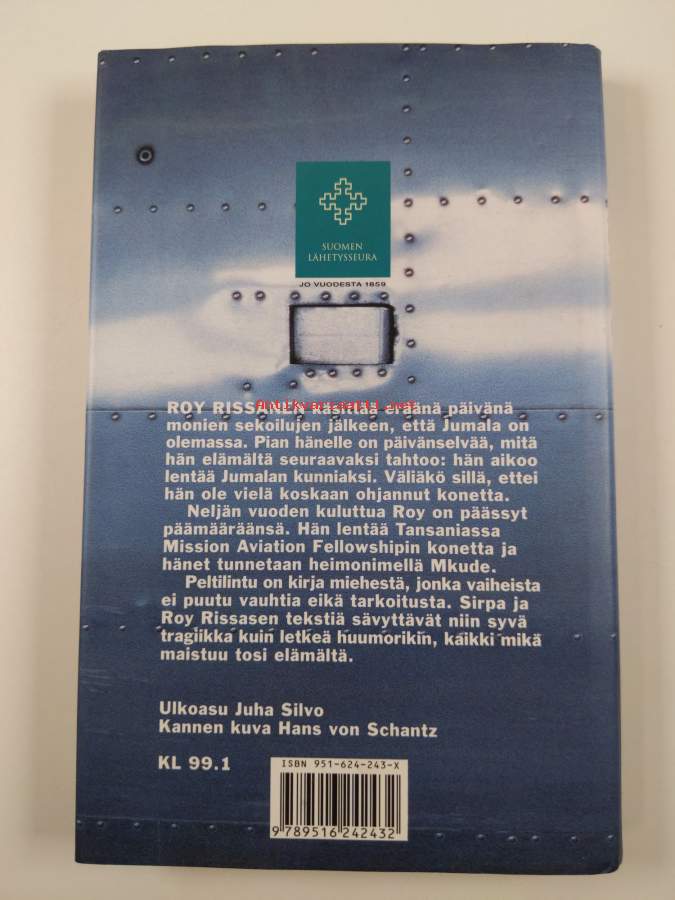 SUOMEN
LÄHETYSSEURA
JO VUODESTA 1859
Antikvariaatti.net
ROY RISSANEN käsittää eräänä päivänä
monien sekoilujen jälkeen, että Jumala on
olemassa. Pian hänelle on päivänselvää, mitä
hän elämältä seuraavaksi tahtoo: hän aikoo
lentää Jumalan kunniaksi. Väliäkö sillä, ettei
hän ole vielä koskaan ohjannut konetta.
Neljän vuoden kuluttua Roy on päässyt
päämääräänsä. Hän lentää Tansaniassa
Mission Aviation Fellowshipin konetta ja
hänet tunnetaan heimonimellä Mkude.
Peltilintu on kirja miehestä, jonka vaiheista
ei puutu vauhtia eikä tarkoitusta. Sirpa ja
Roy Rissasen tekstiä sävyttävät niin syvä
tragiikka kuin letkeä huumorikin, kaikki mikä
maistuu tosi elämältä.
Ulkoasu Juha Silvo
Kannen kuva Hans von Schantz
KL 99.1
ISBN 951-624-243-X
9 789516 242432